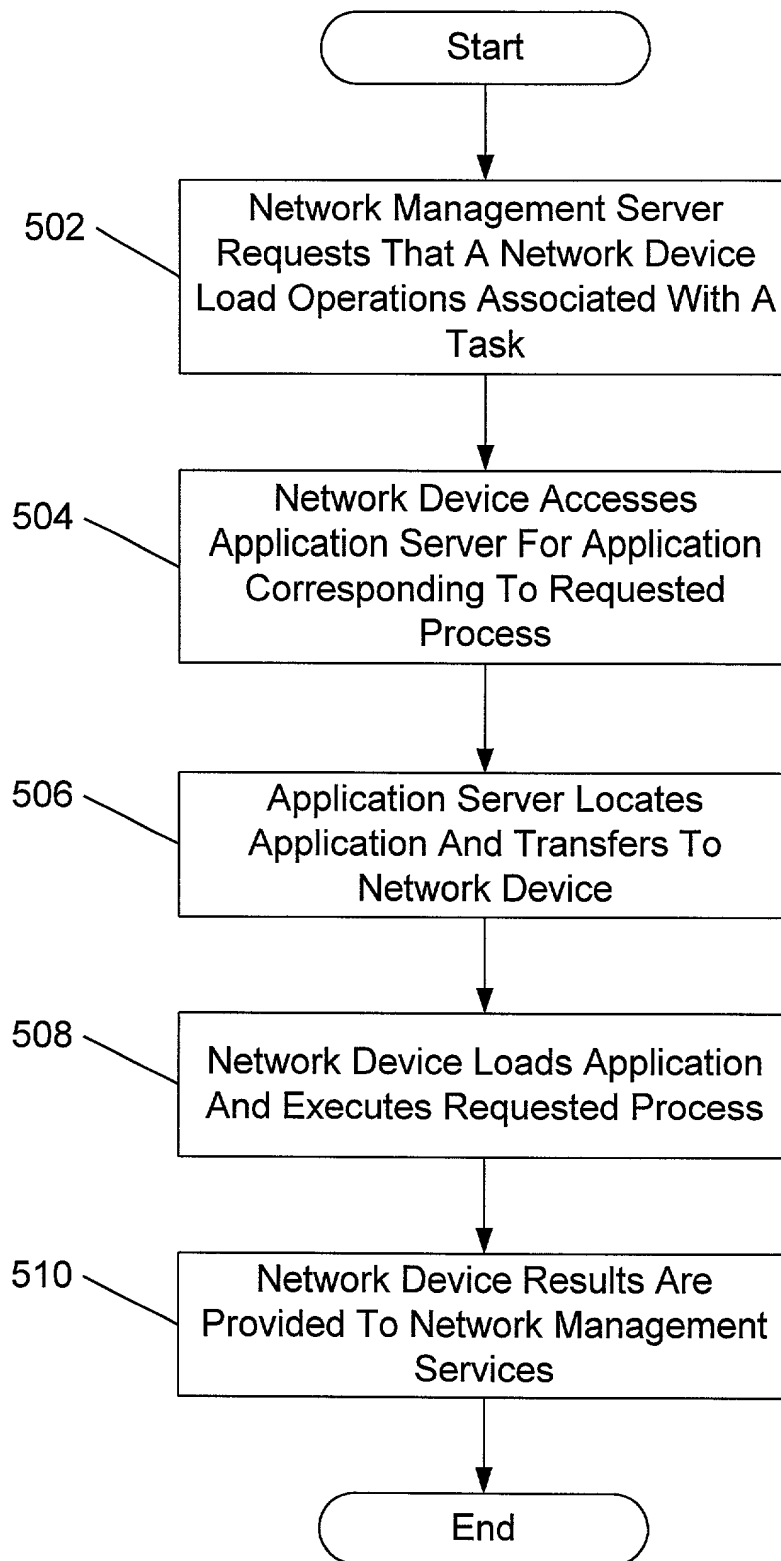 Start
502
Network Management Server
Requests That A Network Device
Load Operations Associated With A
Task
504
Network Device Accesses
Application Server For Application
Corresponding To Requested
Process
506
Application Server Locates
Application And Transfers To
Network Device
508
Network Device Loads Application
And Executes Requested Process
510
Network Device Results Are
Provided To Network Management
Services
End